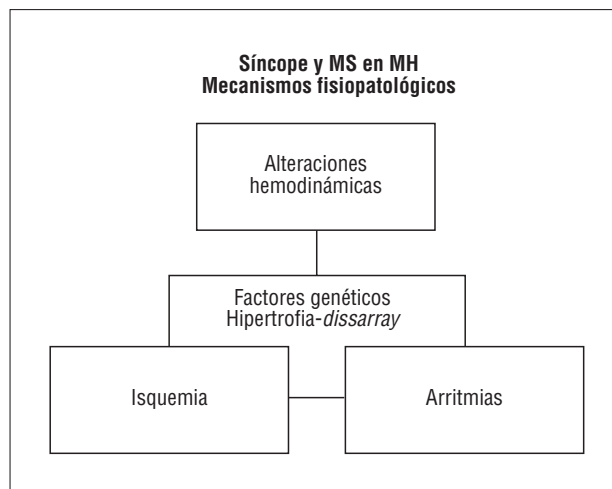 Síncope y MS en MH
Mecanismos fisiopatológicos
Alteraciones
hemodinámicas
Factores genéticos
Hipertrofia-dissarray
Isquemia
Arritmias